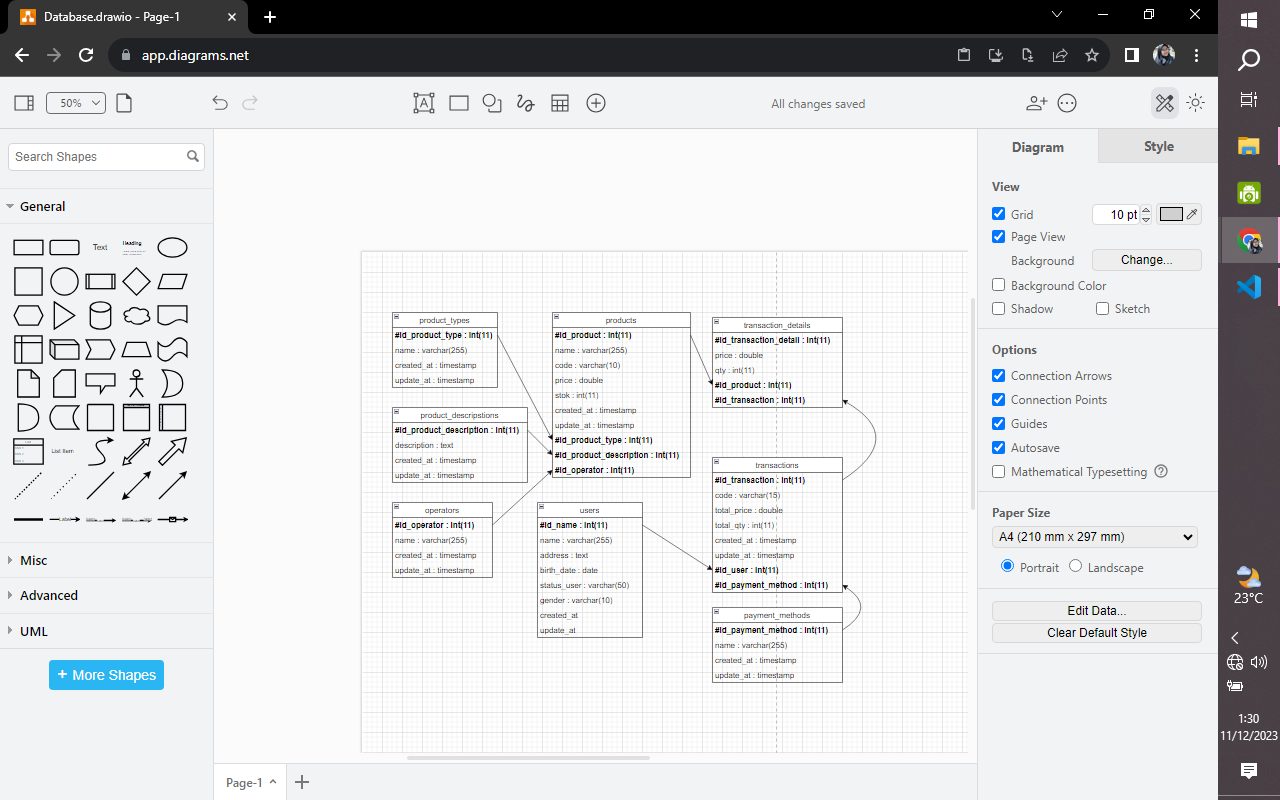 Database.drawio - Page-1
app.diagrams.net
50%
All changes saved
Search Shapes
General
Text
Heading
List Item
Misc
Advanced
UML
+ More Shapes
product_types
#id_product_type : int(11)
name : varchar(255)
created_at : timestamp
update_at : timestamp
product_descripstions
#id_product_description : int(11)
description : text
created_at : timestamp
update_at : timestamp
operators
#id_operator : int(11)
name : varchar(255)
created_at : timestamp
update_at : timestamp
products
#id_product : int(11)
name : varchar(255)
code : varchar(10)
price : double
stok : int(11)
created_at : timestamp
update_at : timestamp
#id_product_type : int(11)
#id_product_description : int(11)
#id_operator : int(11)
users
#id_name : int(11)
name : varchar(255)
address : text
birth_date : date
status_user : varchar(50)
gender : varchar(10)
created_at
update_at
transaction_details
#id_transaction_detail : int(11)
price : double
qty : int(11)
#id_product : int(11)
#id_transaction : int(11)
transactions
#id_transaction : int(11)
code : varchar(15)
total_price : double
total_qty : int(11)
created_at : timestamp
update_at : timestamp
#id_user : int(11)
#id_payment_method : int(11)
payment_methods
#id_payment_method : int(11)
name : varchar(255)
created_at : timestamp
update_at : timestamp
Page-1
Diagram
Style
View
Grid
10 pt
Page View
Background
Change...
Background Color
Shadow
Sketch
Options
Connection Arrows
Connection Points
Guides
Autosave
Mathematical Typesetting
Paper Size
A4 (210 mm x 297 mm)
Portrait
Landscape
Edit Data...
Clear Default Style
23°C
1:30
11/12/2023